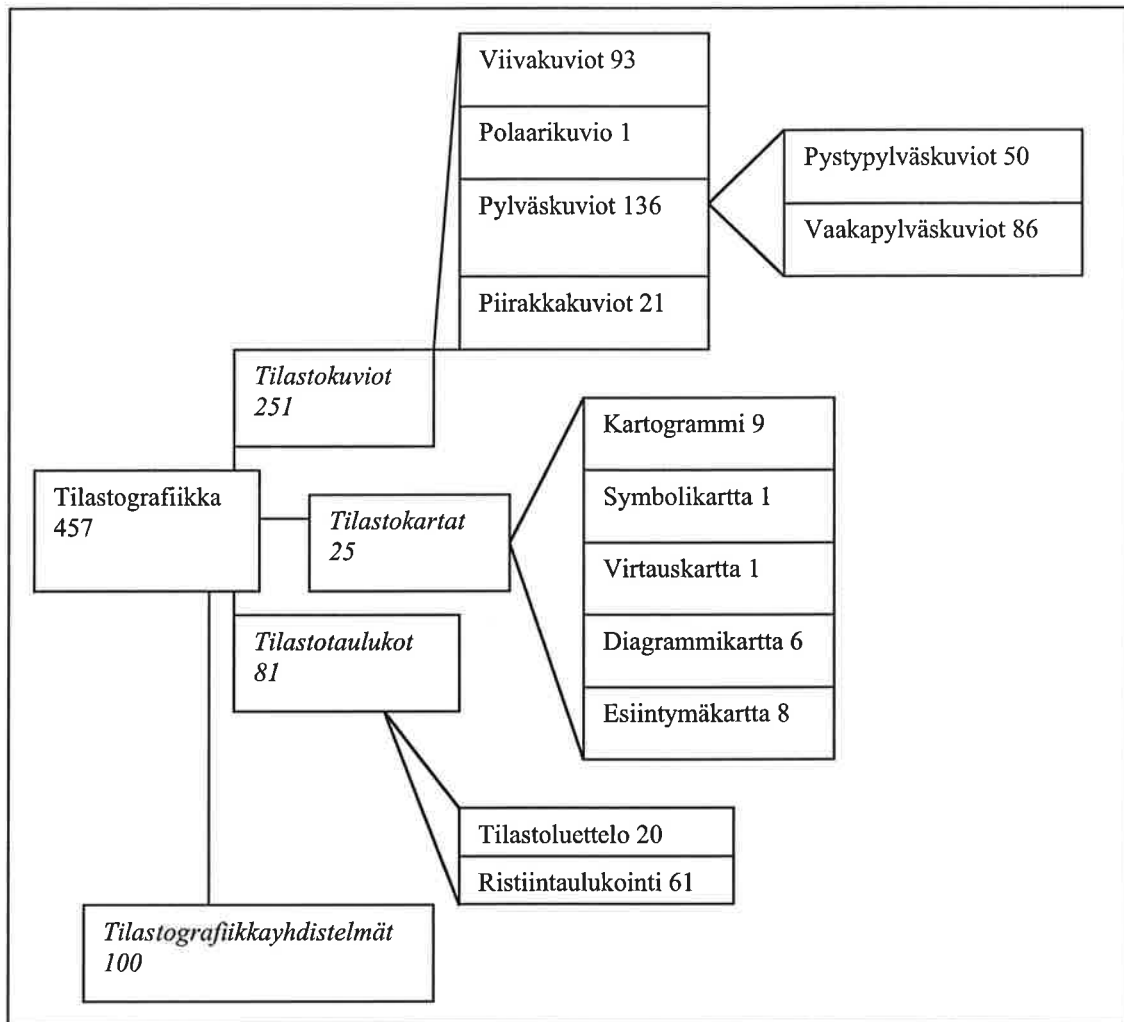 Viivakuviot 93
Polaarikuvio 1
Pylväskuviot 136
Piirakkakuviot 21
Pystypylväskuviot 50
Vaakapylväskuviot 86
Tilastokuviot
251
Tilastografiikka
457
Tilastokartat
25
Kartogrammi 9
Symbolikartta 1
Virtauskartta 1
Diagrammikartta 6
Esiintymäkartta 8
Tilastotaulukot
81
Tilastoluettelo 20
Ristiintaulukointi 61
Tilastografiikkayhdistelmät
100